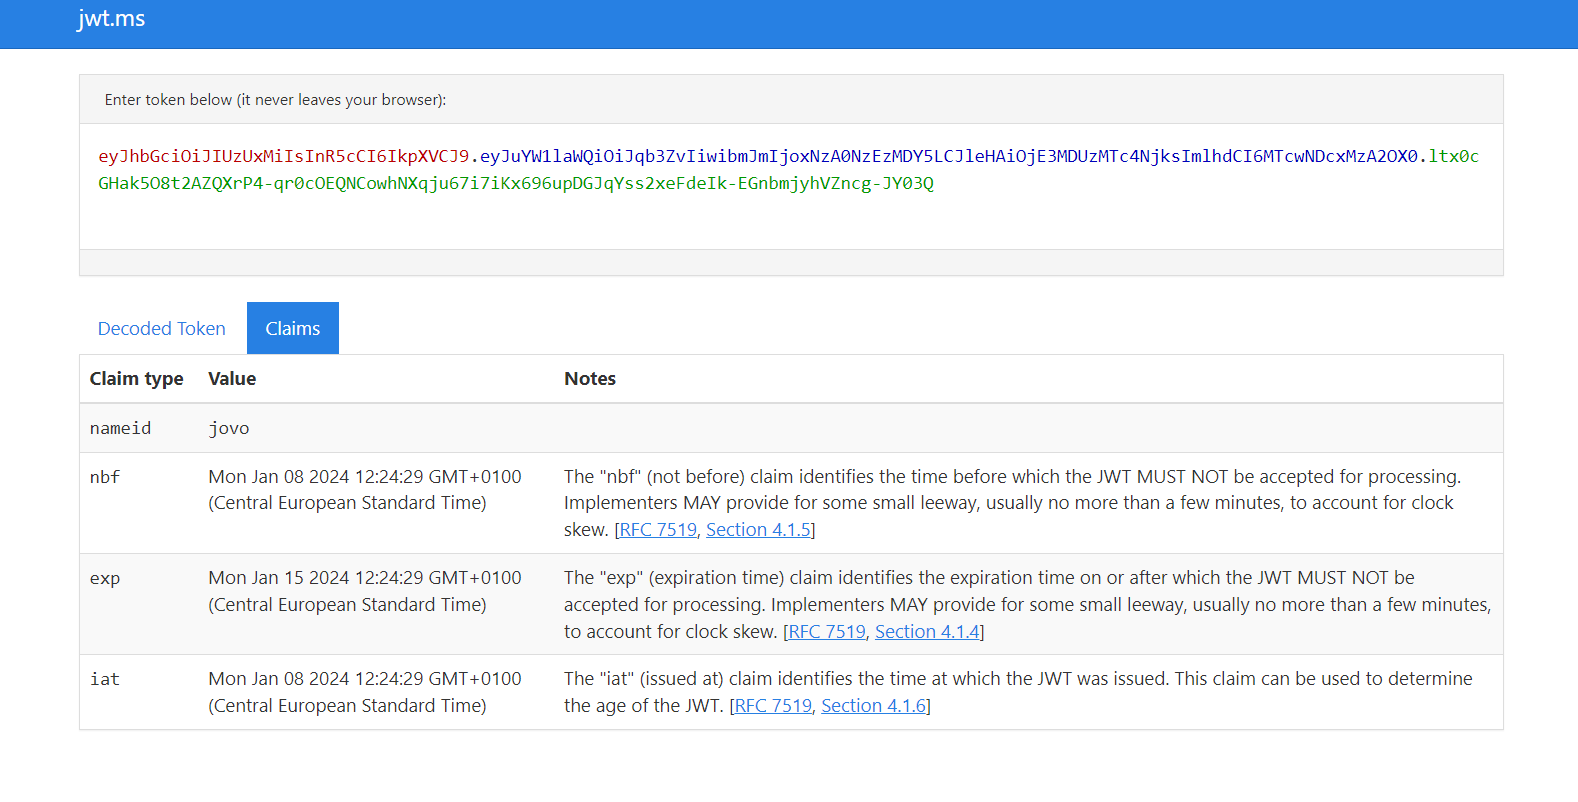 jwt.ms
Enter token below (it never leaves your browser):
eyJhbGciOiJIUzUxMiIsInR5cCI6IkpXVCJ9.eyJuYW1laWQiOiJqb3ZvIiwibmJmIjoxNzA0NzEzMDY5LCJleHAiOjE3MDUzMTc4NjksImlhdCI6MTcwNDcxMzA2OX0.ltx0c
GHak5O8t2AZQXrP4-qr0cOEQNCowhNXqju67i7iKx696upDGJqYss2xeFdeIk-EGnbmjyhVZncg-JY03Q
Decoded Token Claims
Claim type Value Notes
nameid jovo
nbf Mon Jan 08 2024 12:24:29 GMT+0100 The "nbf" (not before) claim identifies the time before which the JWT MUST NOT be accepted for processing.
(Central European Standard Time) Implementers MAY provide for some small leeway, usually no more than a few minutes, to account for clock
skew. [RFC 7519, Section 4.1.5]
exp Mon Jan 15 2024 12:24:29 GMT+0100 The "exp" (expiration time) claim identifies the expiration time on or after which the JWT MUST NOT be
(Central European Standard Time) accepted for processing. Implementers MAY provide for some small leeway, usually no more than a few minutes,
to account for clock skew. [RFC 7519, Section 4.1.4]
iat Mon Jan 08 2024 12:24:29 GMT+0100 The "iat" (issued at) claim identifies the time at which the JWT was issued. This claim can be used to determine
(Central European Standard Time) the age of the JWT. [RFC 7519, Section 4.1.6]